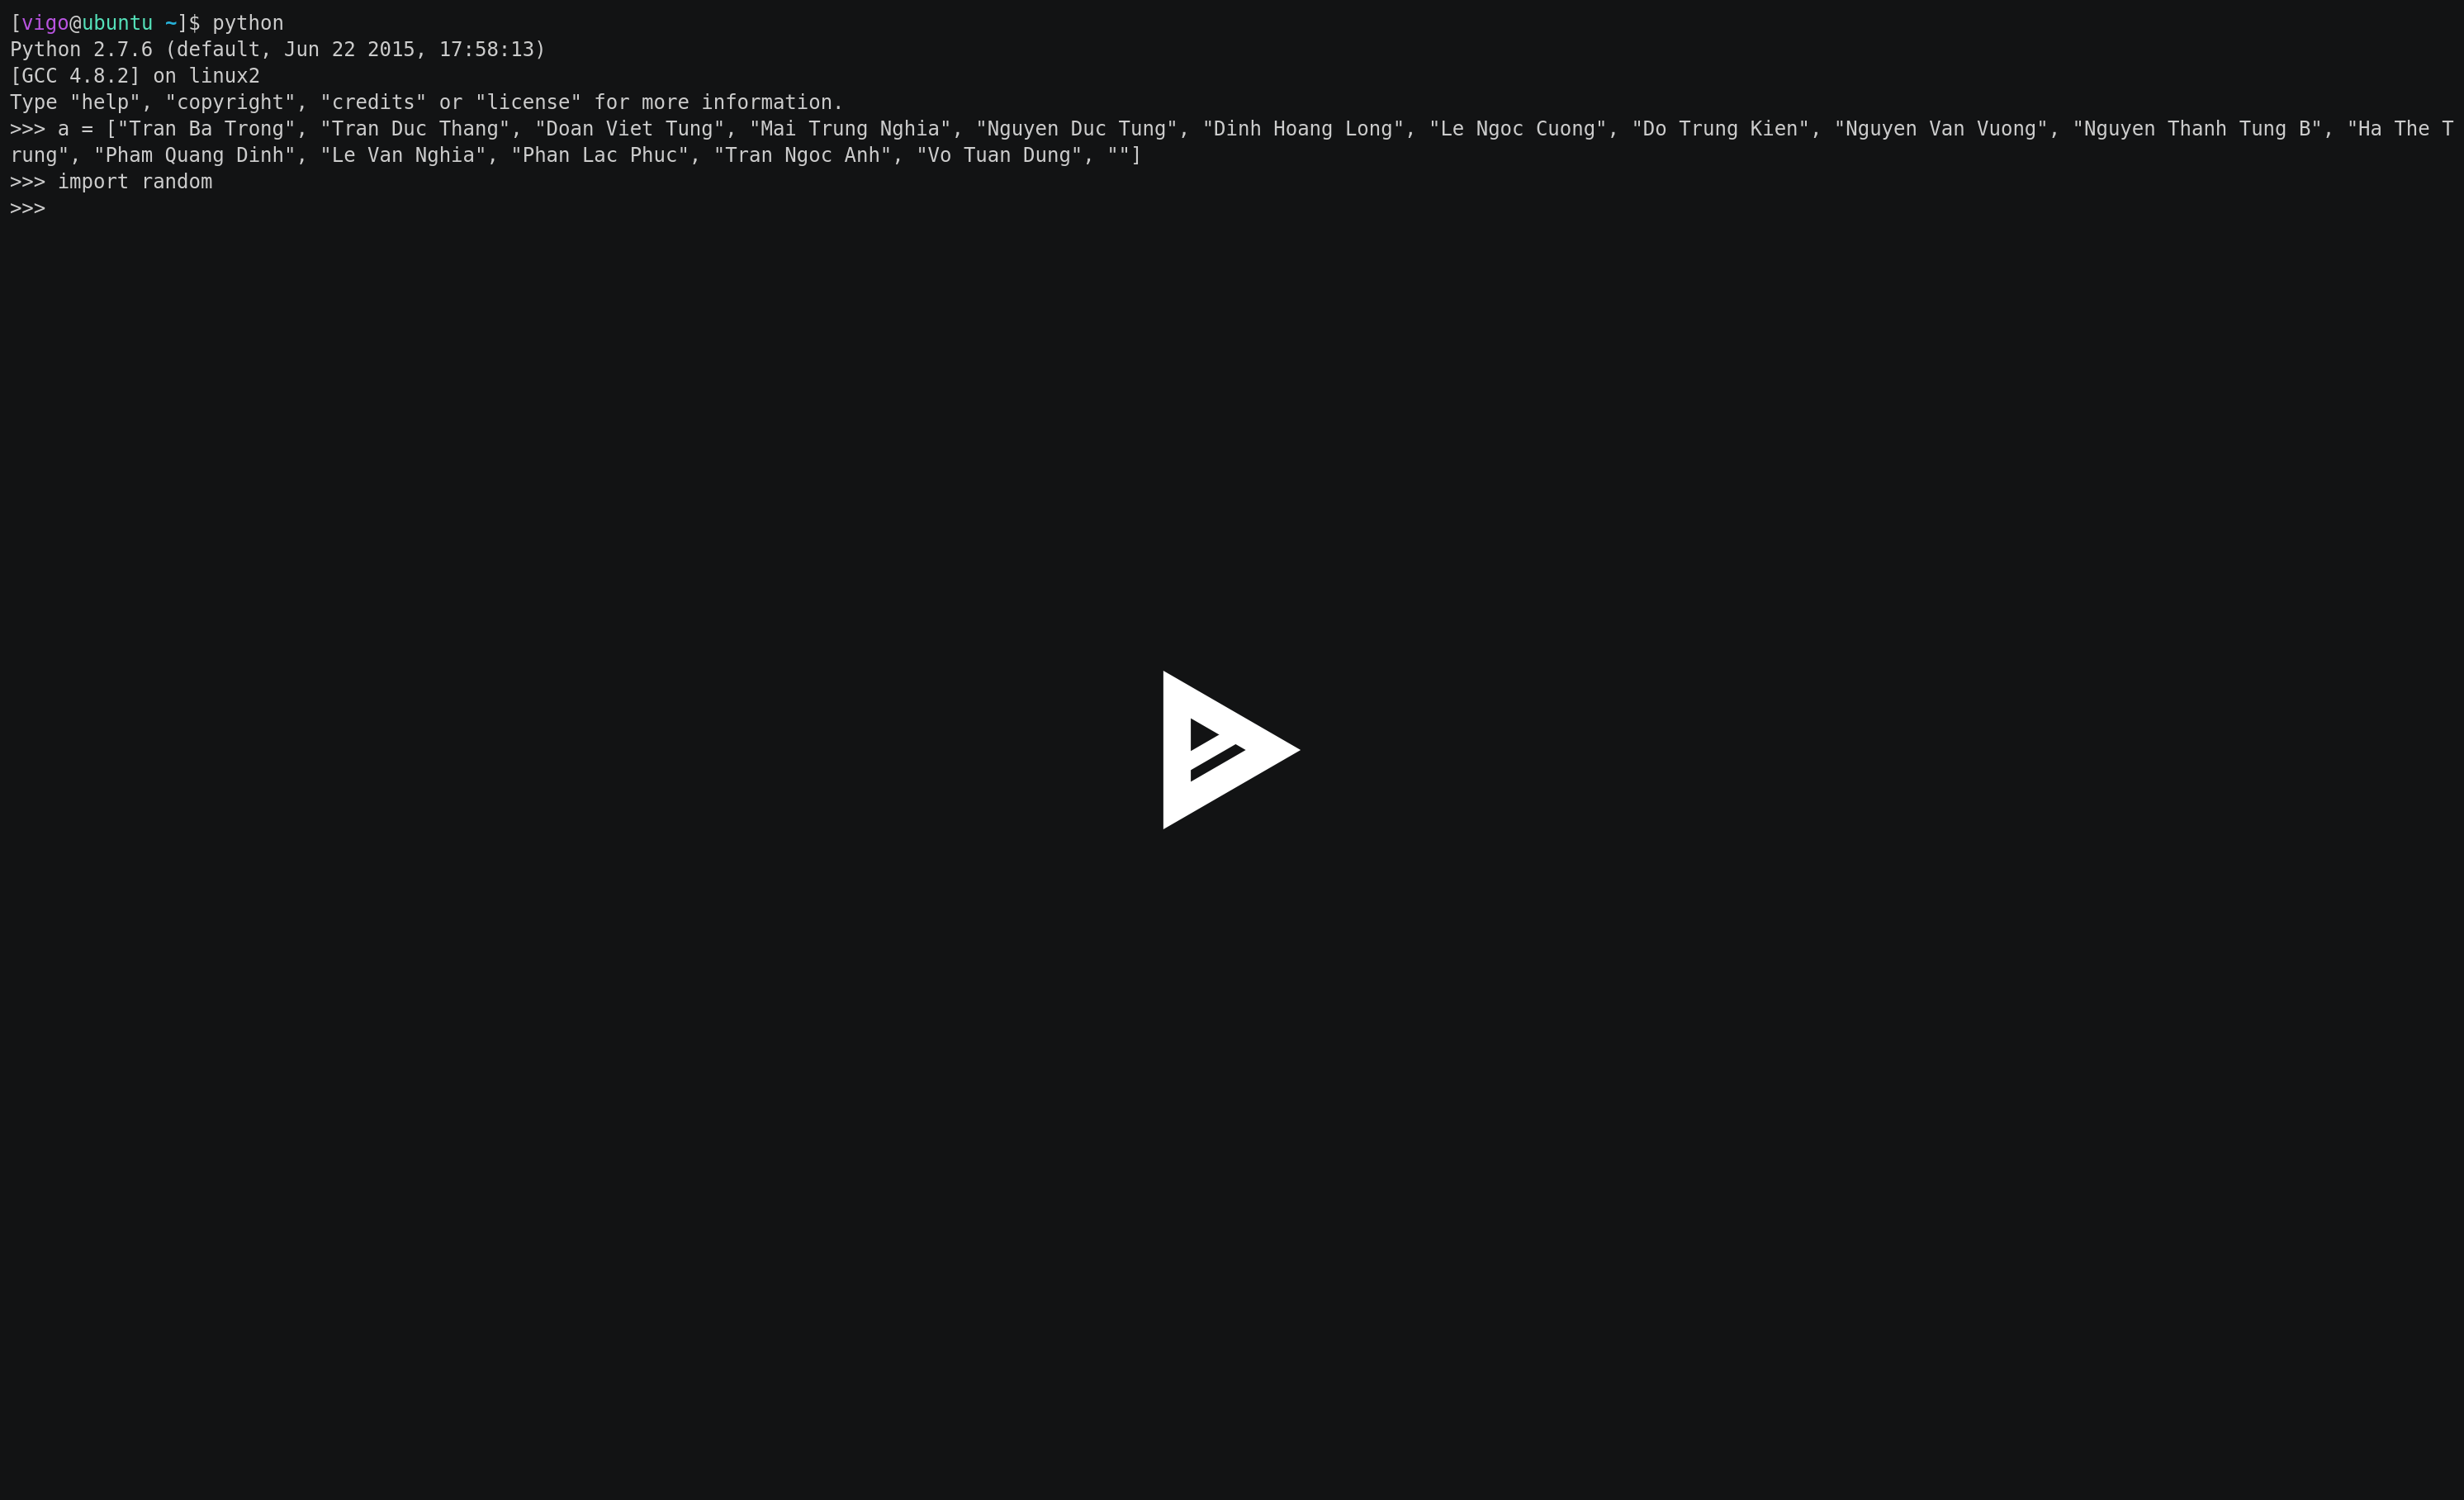 [vigo@ubuntu ~]$ python
Python 2.7.6 (default, Jun 22 2015, 17:58:13)
[GCC 4.8.2] on linux2
Type "help", "copyright", "credits" or "license" for more information.
>>> a = ["Tran Ba Trong", "Tran Duc Thang", "Doan Viet Tung", "Mai Trung Nghia", "Nguyen Duc Tung", "Dinh Hoang Long", "Le Ngoc Cuong", "Do Trung Kien", "Nguyen Van Vuong", "Nguyen Thanh Tung B", "Ha The T
rung", "Pham Quang Dinh", "Le Van Nghia", "Phan Lac Phuc", "Tran Ngoc Anh", "Vo Tuan Dung", ""]
>>> import random
>>>